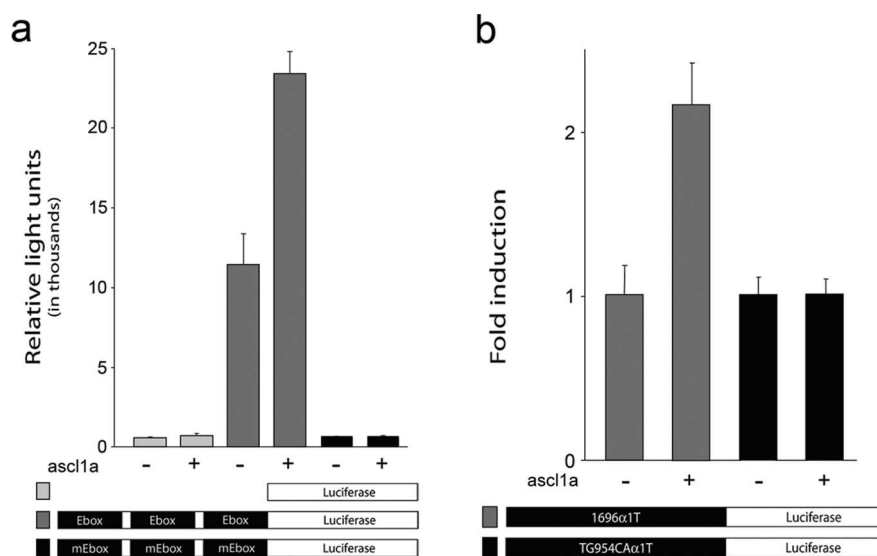 a
Relative light units
(in thousands)
25
20
15
10
5
0
ascl1a - + - + - +
Luciferase
Ebox Ebox Ebox Luciferase
mEbox mEbox mEbox Luciferase
b
Fold induction
2
1
0
ascl1a - + - +
1696α1T Luciferase
TG954CAα1T Luciferase